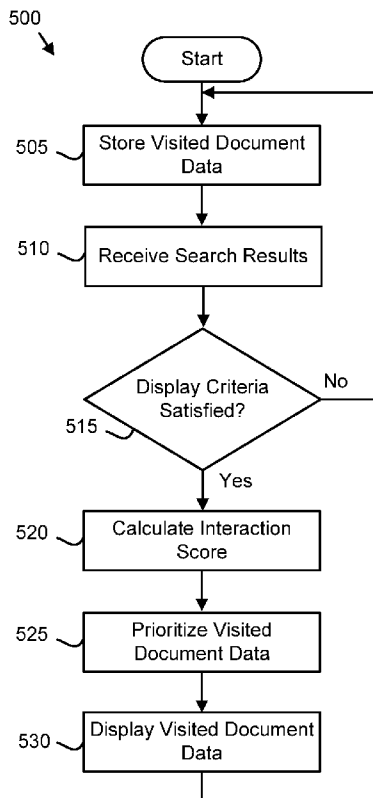 500
Start
505
Store Visited Document
Data
510
Receive Search Results
Display Criteria
Satisfied?
No
515
Yes
520
Calculate Interaction
Score
525
Prioritize Visited
Document Data
530
Display Visited Document
Data